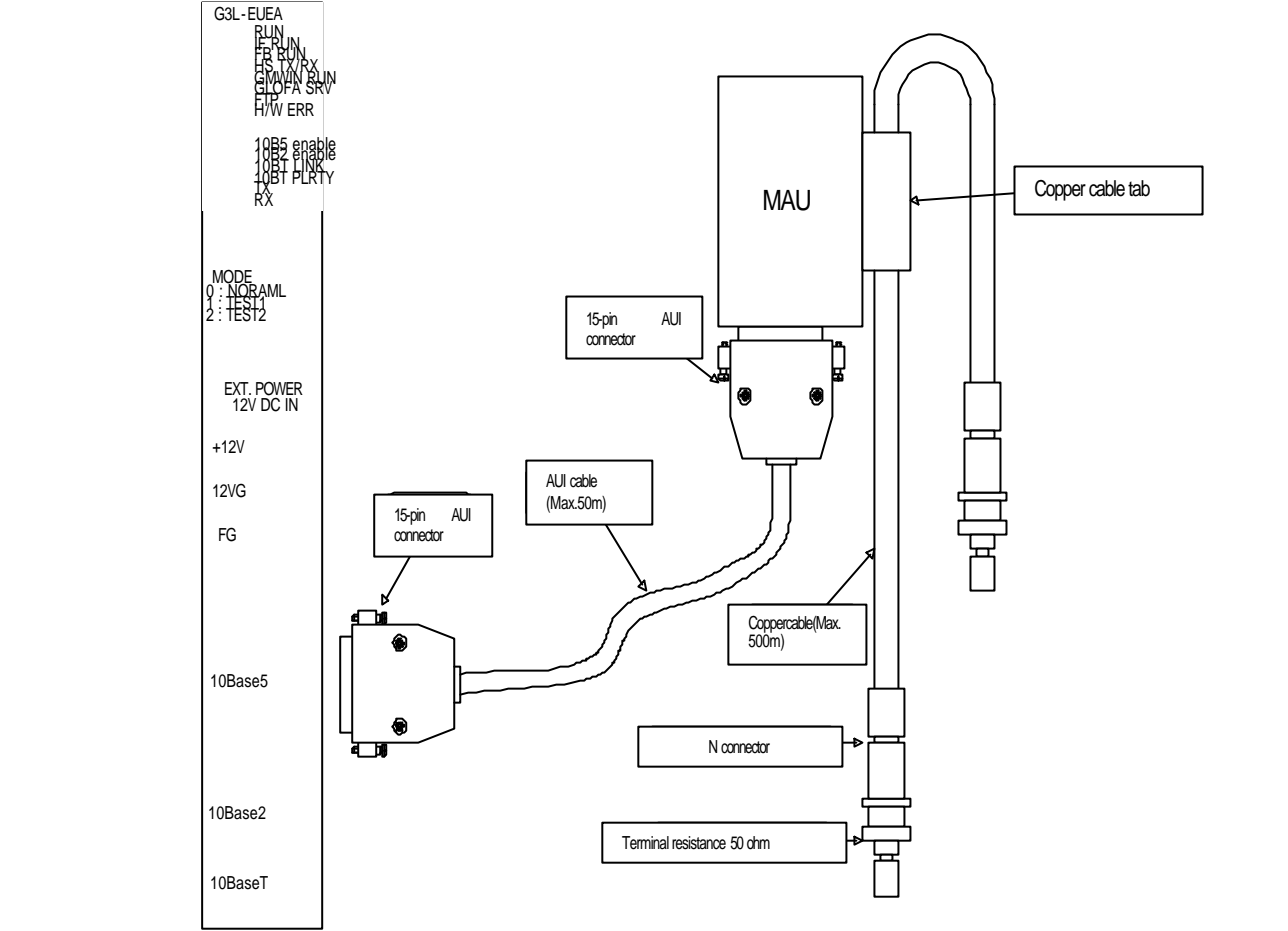 G3L-EUEA
RUN
IF RUN
FB RUN
HS TX/RX
GMWIN RUN
GLOFA SRV
FTP
H/W ERR
10B5 enable
10B2 enable
10BT LINK
10BT PLRTY
TX
RX
MODE
0 : NORAML
1 : TEST1
2 : TEST2
EXT. POWER
12V DC IN
+12V
12VG
FG
10Base5
10Base2
10BaseT
15-pin AUI
connector
AUI cable
(Max.50m)
15-pin AUI
connector
MAU
Copper cable tab
Coppercable(Max.
500m)
N connector
Terminal resistance 50 ohm